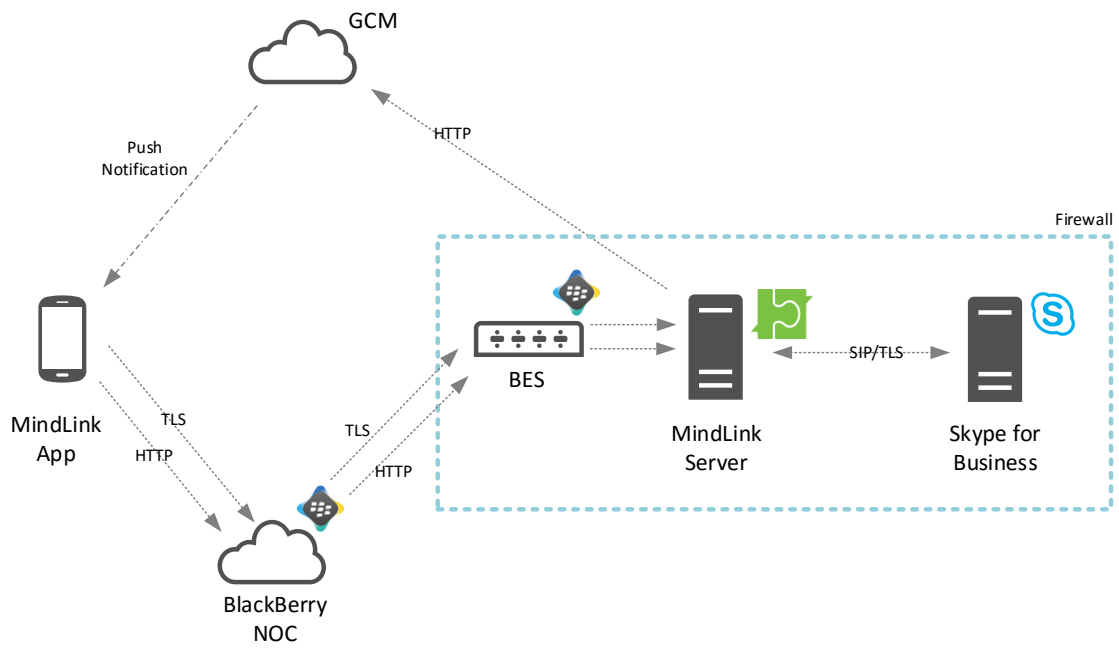 GCM
HTTP
Push
Notification
Firewall
BES
SIP/TLS
MindLink
App
MindLink
Server
Skype for
Business
TLS
HTTP
TLS
HTTP
BlackBerry
NOC
S